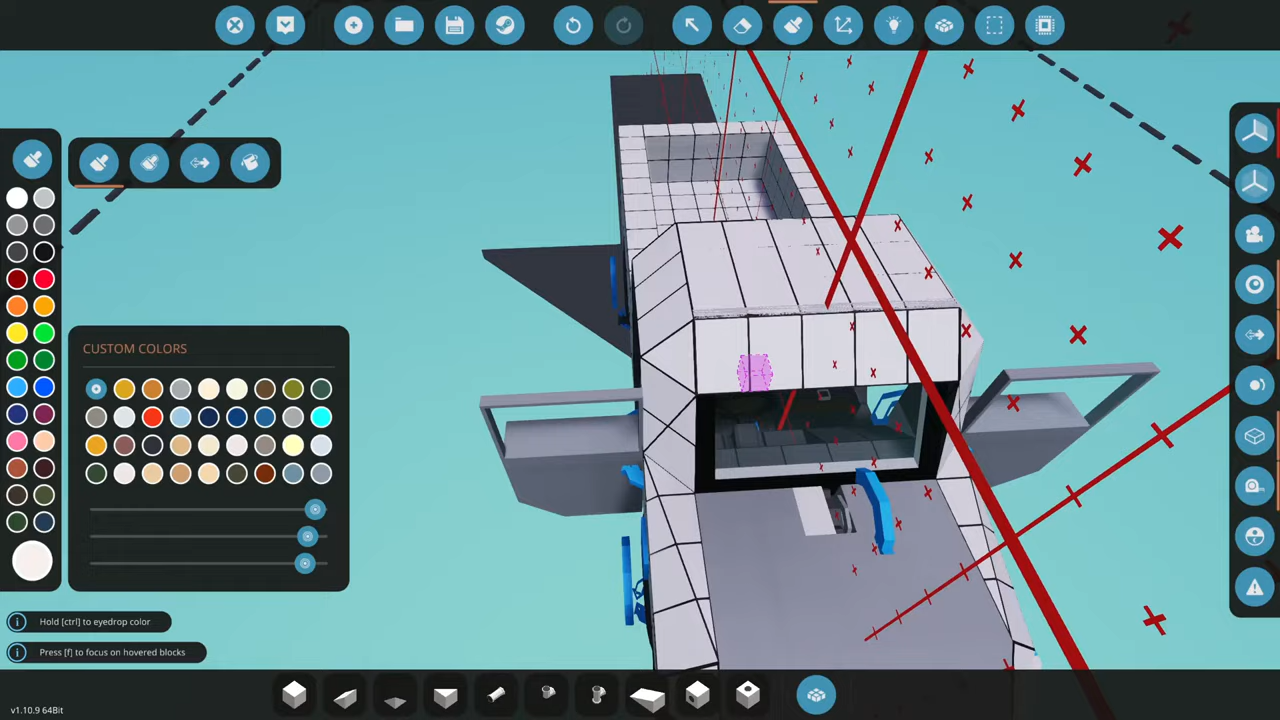 CUSTOM COLORS
Hold [ctrl] to eyedrop color
Press [f] to focus on hovered blocks
v1.10.9 64Bit